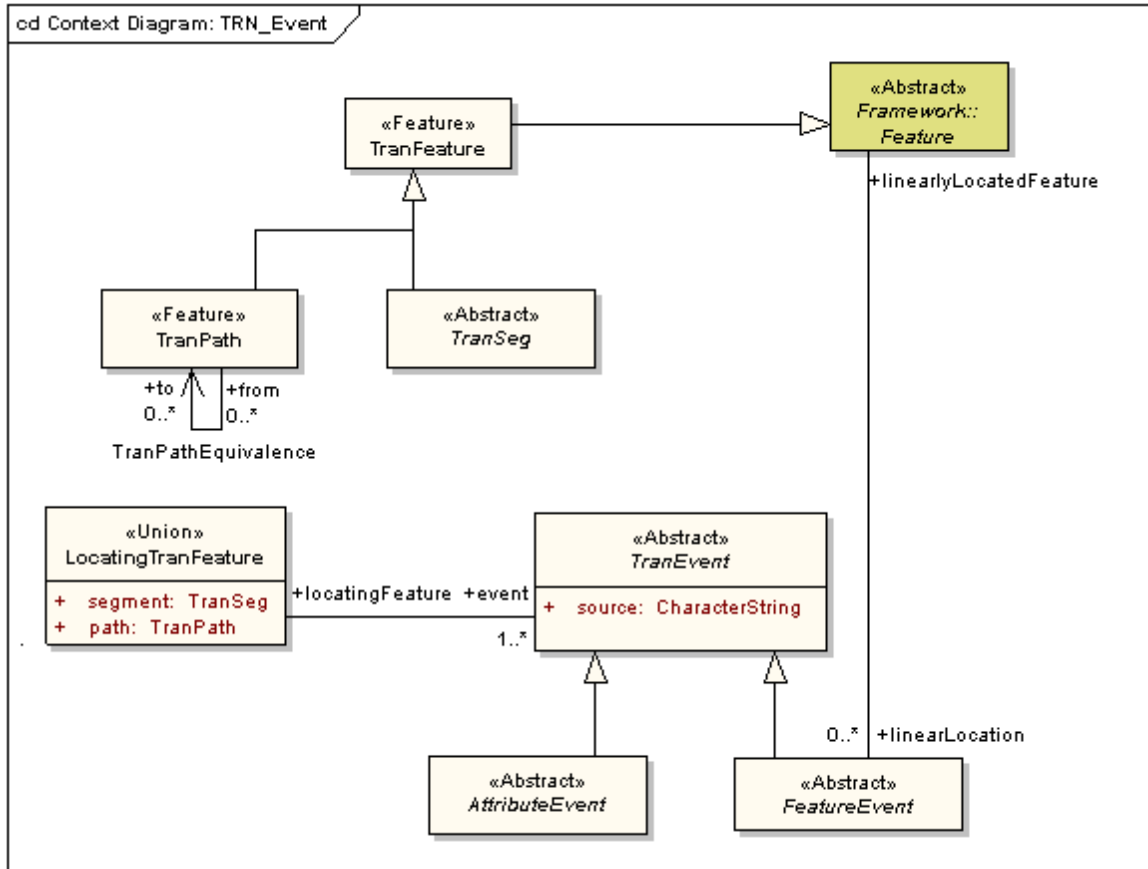 cd Context Diagram: TRN_Event
«Abstract»
Framework::
Feature
«Feature»
TranFeature
+linearlyLocatedFeature
«Feature»
TranPath
«Abstract»
TranSeg
+to
+from
0..*
0..*
TranPathEquivalence
«Union»
LocatingTranFeature
+ segment: TranSeg
+ path: TranPath
+locatingFeature
+event
1..*
«Abstract»
TranEvent
+ source: CharacterString
0..*
+linearLocation
«Abstract»
AttributeEvent
«Abstract»
FeatureEvent